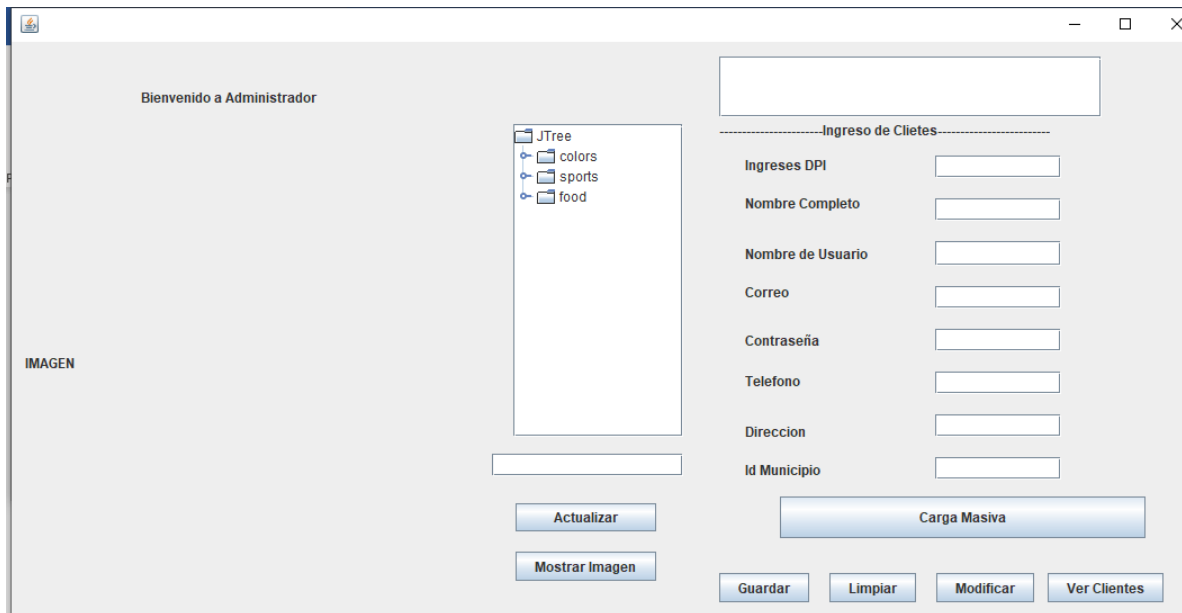 Bienvenido a Administrador
JTree
colors
sports
food
IMAGEN
Actualizar
Mostrar Imagen
-----------------------Ingreso de Clietes-------------------------
Ingreses DPI
Nombre Completo
Nombre de Usuario
Correo
Contraseña
Telefono
Direccion
Id Municipio
Carga Masiva
Guardar
Limpiar
Modificar
Ver Clientes